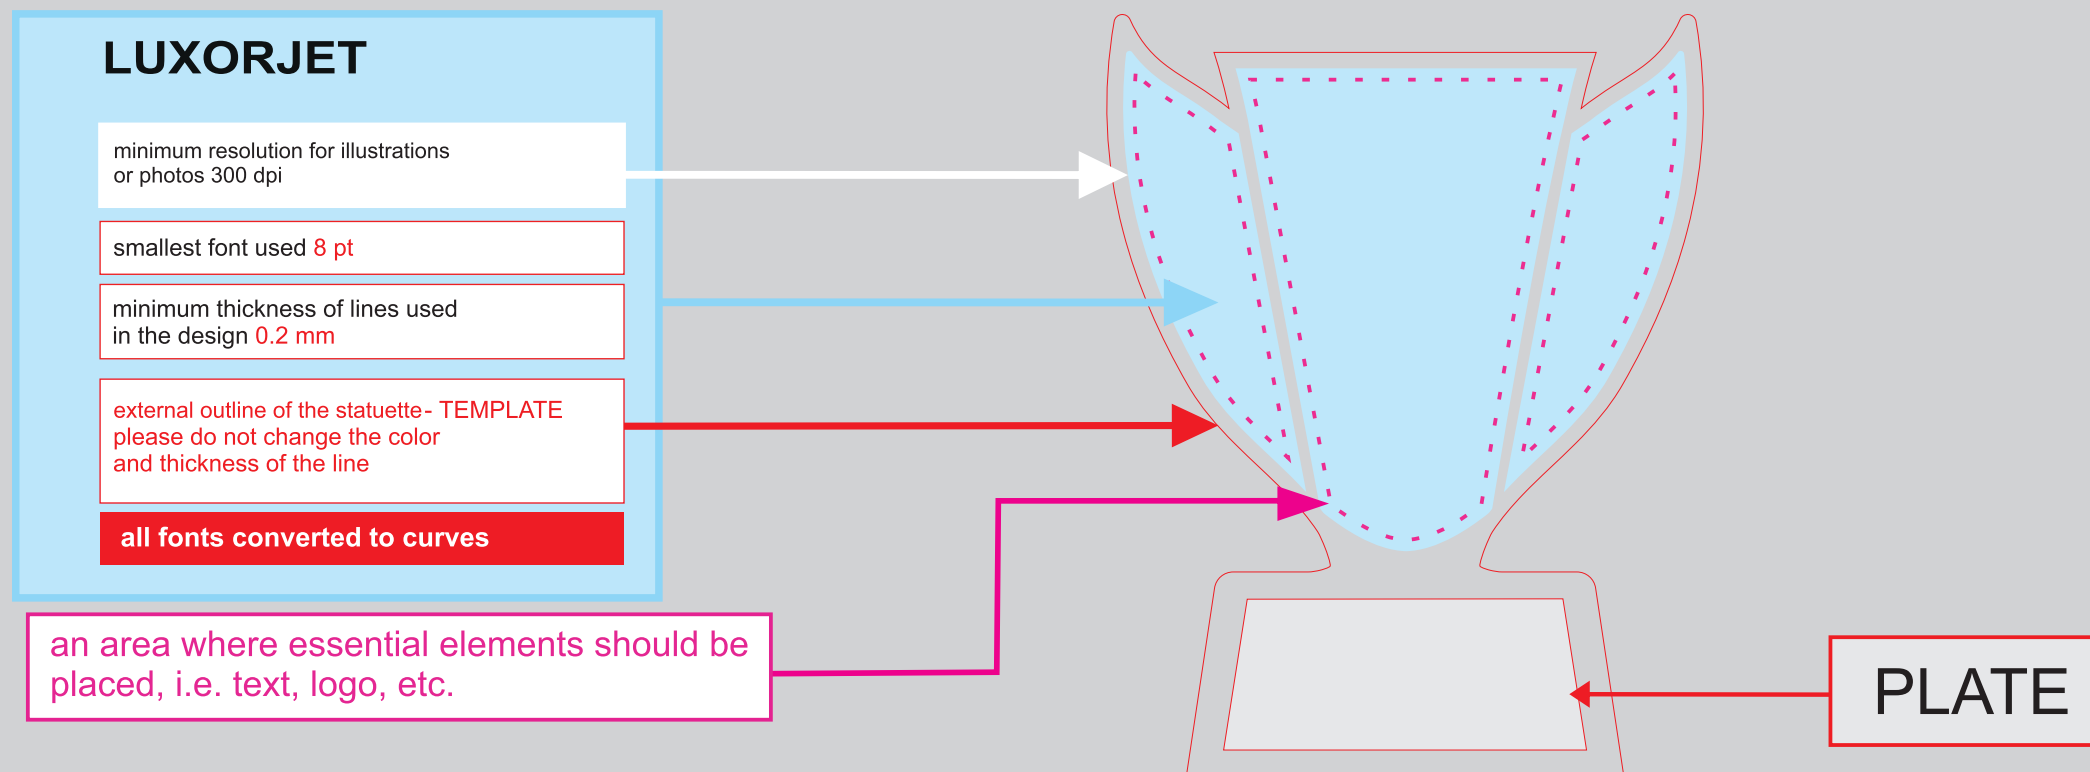 LUXORJET
minimum resolution for illustrations
or photos 300 dpi
smallest font used 8 pt
minimum thickness of lines used
in the design 0.2 mm
external outline of the statuette- TEMPLATE
please do not change the color
and thickness of the line
all fonts converted to curves
an area where essential elements should be
placed, i.e. text, logo, etc.
PLATE